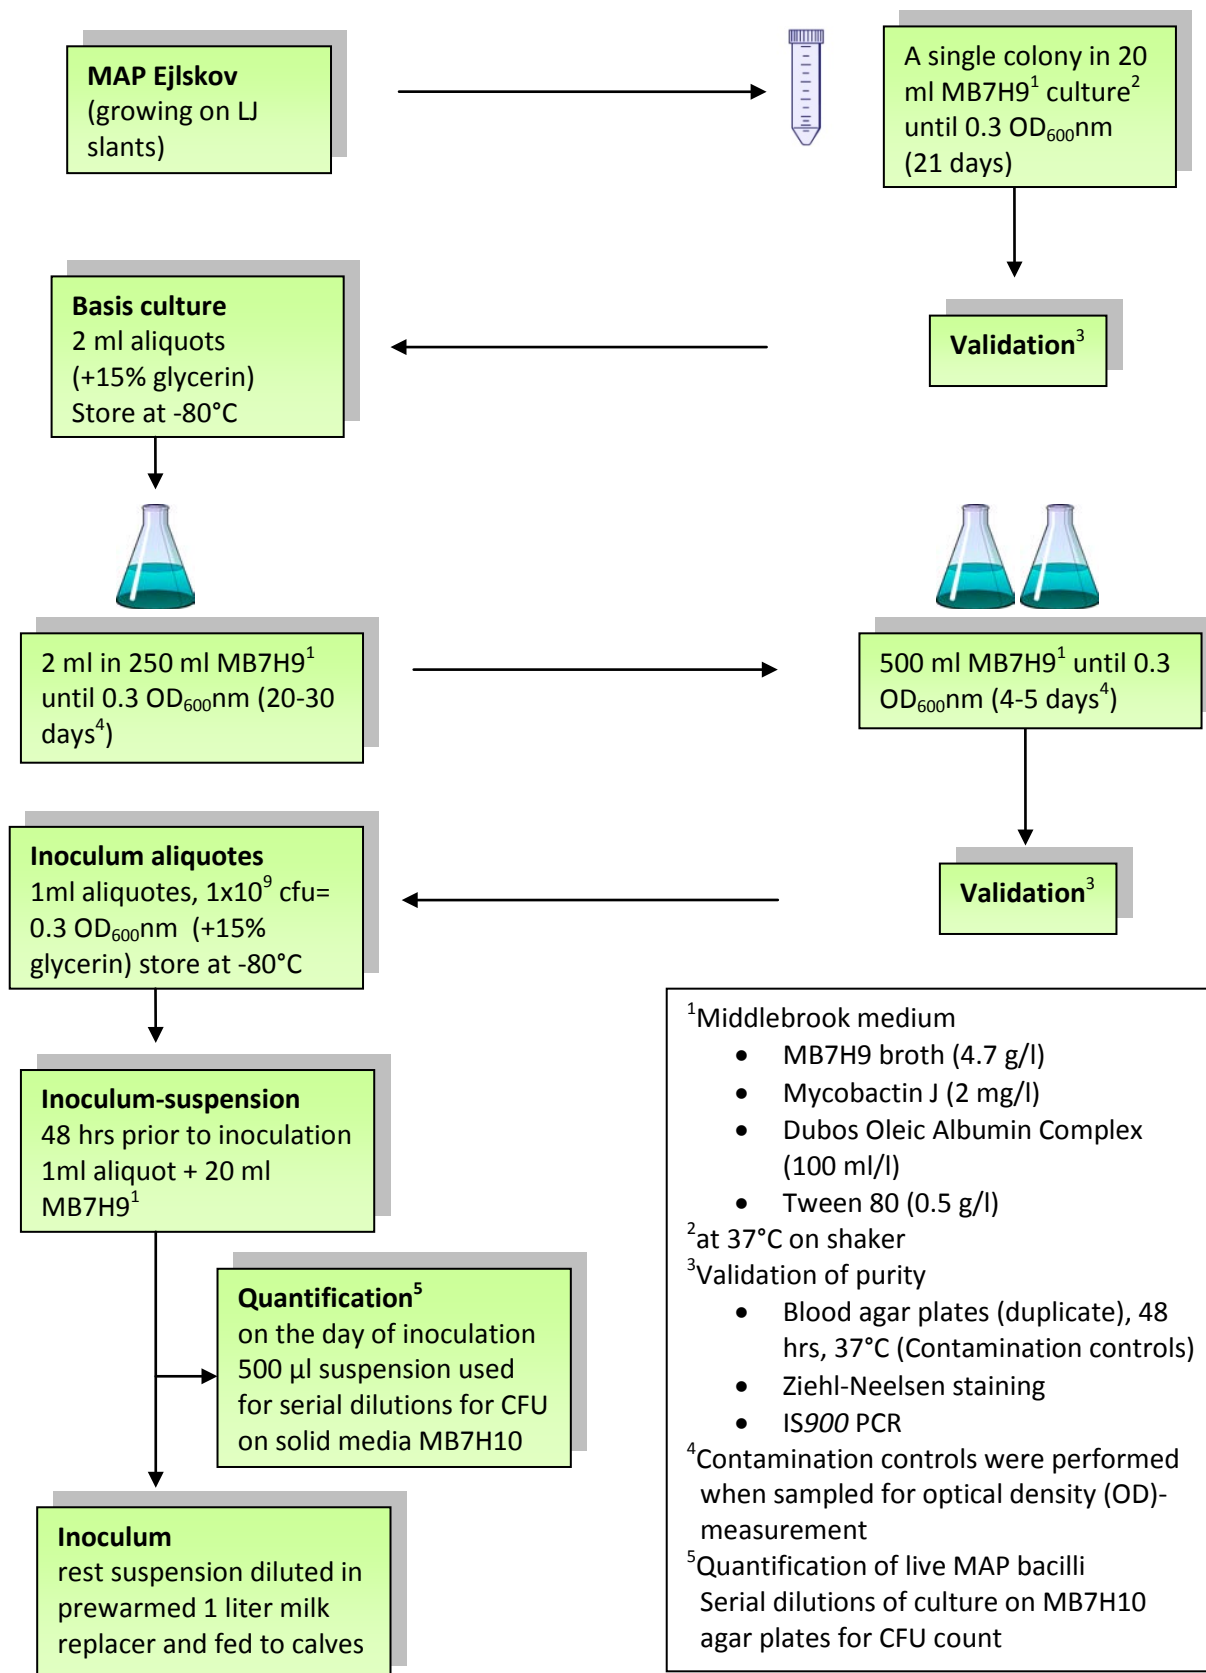 MAP Ejlskov
(growing on LJ
slants)
A single colony in 20
ml MB7H9¹ culture²
until 0.3 OD₆₀₀nm
(21 days)
Validation³
Basis culture
2 ml aliquots
(+15% glycerin)
Store at -80°C
2 ml in 250 ml MB7H9¹
until 0.3 OD₆₀₀nm (20-30
days⁴)
500 ml MB7H9¹ until 0.3
OD₆₀₀nm (4-5 days⁴)
Validation³
Inoculum aliquotes
1ml aliquotes, 1x10⁹ cfu=
0.3 OD₆₀₀nm (+15%
glycerin) store at -80°C
Inoculum-suspension
48 hrs prior to inoculation
1ml aliquot + 20 ml
MB7H9¹
Quantification⁵
on the day of inoculation
500 µl suspension used
for serial dilutions for CFU
on solid media MB7H10
Inoculum
rest suspension diluted in
prewarmed 1 liter milk
replacer and fed to calves
¹Middlebrook medium
• MB7H9 broth (4.7 g/l)
• Mycobactin J (2 mg/l)
• Dubos Oleic Albumin Complex
(100 ml/l)
• Tween 80 (0.5 g/l)
²at 37°C on shaker
³Validation of purity
• Blood agar plates (duplicate), 48
hrs, 37°C (Contamination controls)
• Ziehl-Neelsen staining
• IS900 PCR
⁴Contamination controls were performed
when sampled for optical density (OD)-
measurement
⁵Quantification of live MAP bacilli
Serial dilutions of culture on MB7H10
agar plates for CFU count